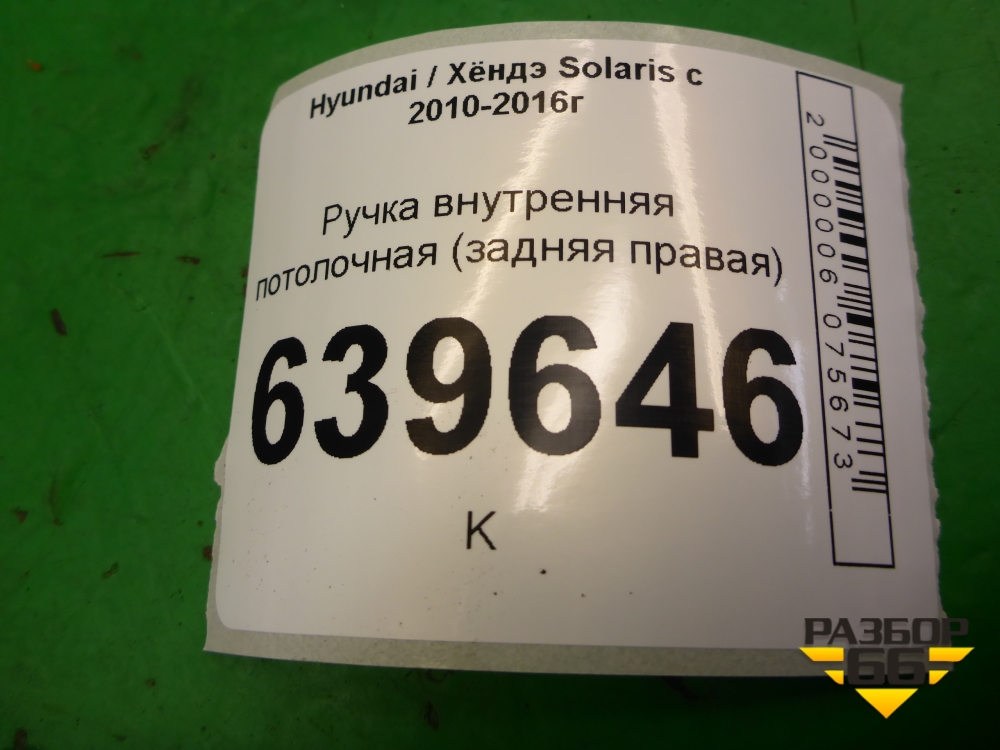 Hyundai / Хёндэ Solaris с
2010-2016г
Ручка внутренняя
потолочная (задняя правая)
639646
К
2000006075673
РАЗБОР
66